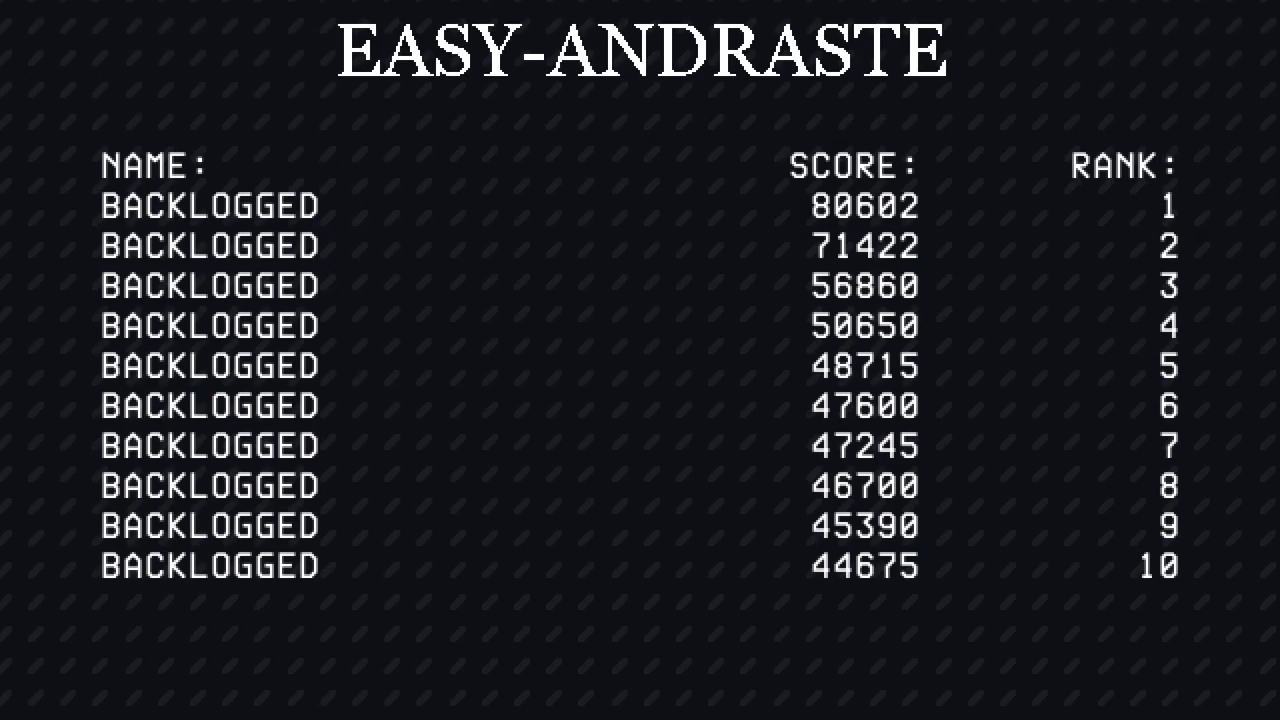 EASY-ANDRASTE
NAME: SCORE: RANK:
BACKLOGGED 80602 1
BACKLOGGED 71422 2
BACKLOGGED 56860 3
BACKLOGGED 50650 4
BACKLOGGED 48715 5
BACKLOGGED 47600 6
BACKLOGGED 47245 7
BACKLOGGED 46700 8
BACKLOGGED 45390 9
BACKLOGGED 44675 10